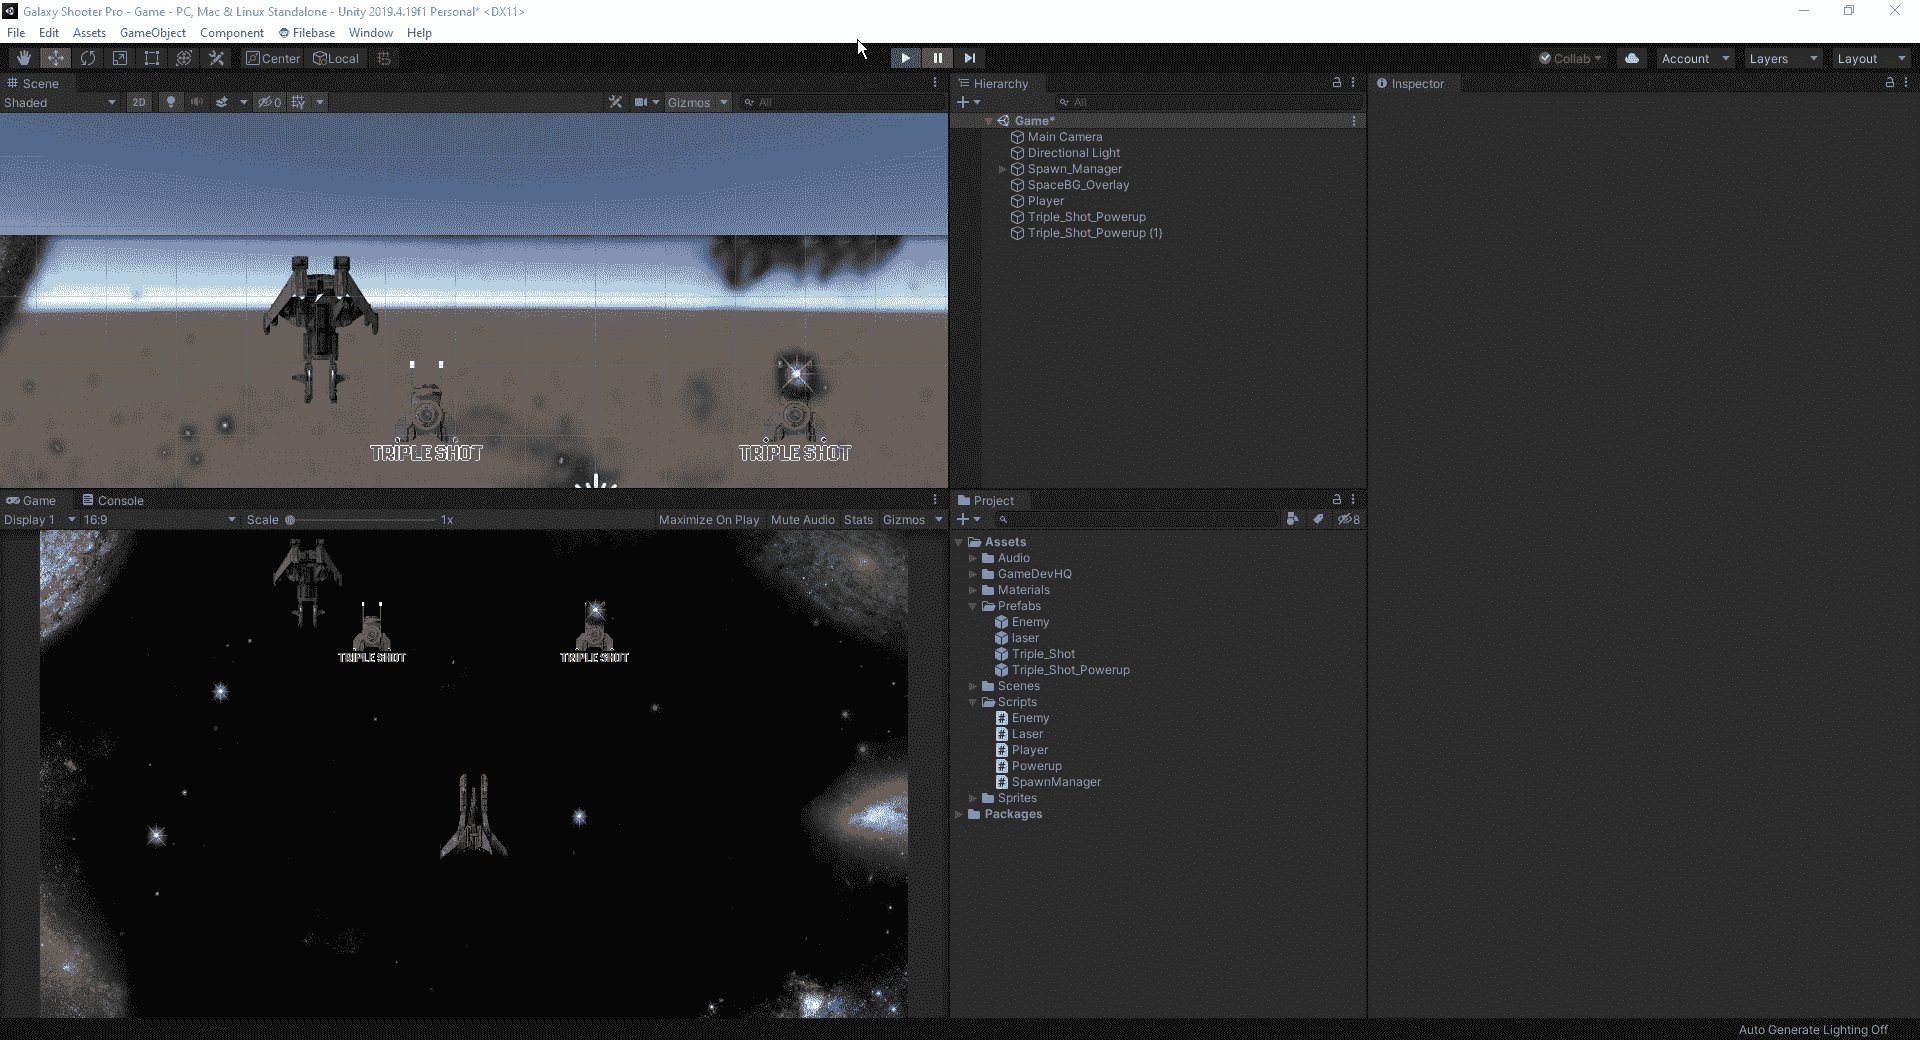 Galaxy Shooter Pro - Game - PC, Mac & Linux Standalone - Unity 2019.4.19f1 Personal* <DX11>
File Edit Assets GameObject Component Filebase Window Help
Center Local Collab Account Layers Layout
Scene
Shaded 2D 0 Gizmos All
TRIPLE SHOT TRIPLE SHOT
Hierarchy
All
Game*
Main Camera
Directional Light
Spawn_Manager
SpaceBG_Overlay
Player
Triple_Shot_Powerup
Triple_Shot_Powerup (1)
Inspector
Game Console
Display 1 16:9 Scale 1x Maximize On Play Mute Audio Stats Gizmos
TRIPLE SHOT TRIPLE SHOT
Project
8
Assets
Audio
GameDevHQ
Materials
Prefabs
Enemy
laser
Triple_Shot
Triple_Shot_Powerup
Scenes
Scripts
Enemy
Laser
Player
Powerup
SpawnManager
Sprites
Packages
Auto Generate Lighting Off